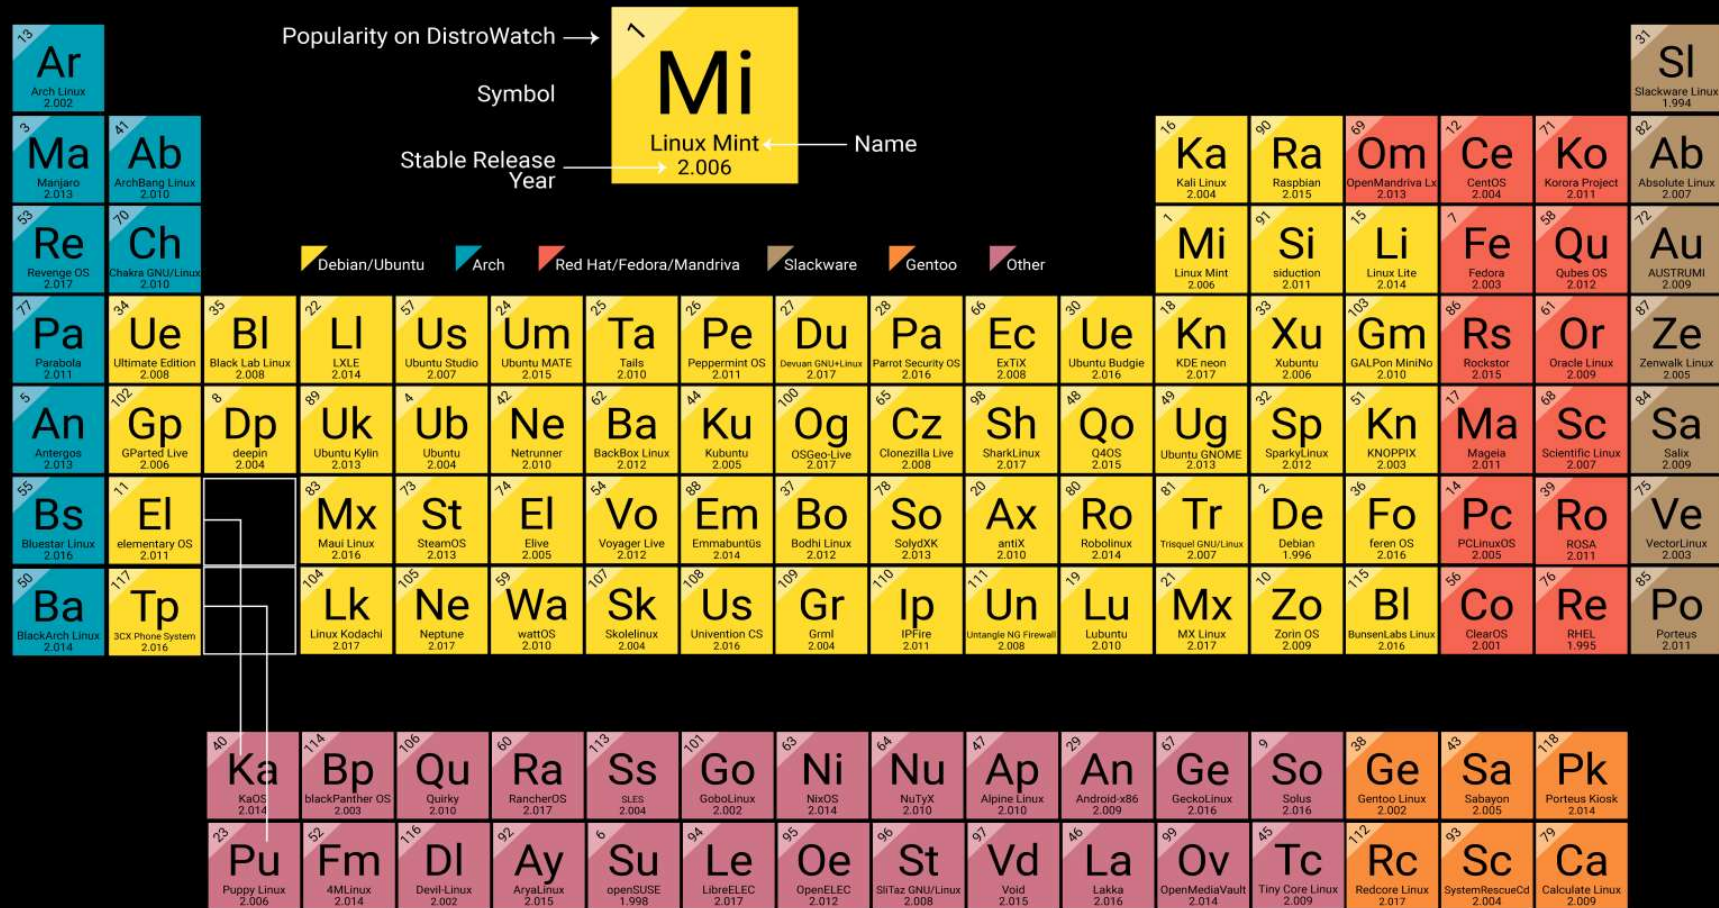 Popularity on DistroWatch
Symbol
Stable Release
Year
Name
1
Mi
Linux Mint
2.006
Debian/Ubuntu
Arch
Red Hat/Fedora/Mandriva
Slackware
Gentoo
Other
13
Ar
Arch Linux
2.002
31
Sl
Slackware Linux
1.994
3
Ma
Manjaro
2.013
41
Ab
ArchBang Linux
2.010
16
Ka
Kali Linux
2.004
90
Ra
Raspbian
2.015
69
Om
OpenMandriva Lx
2.013
12
Ce
CentOS
2.004
71
Ko
Korora Project
2.011
82
Ab
Absolute Linux
2.007
53
Re
Revenge OS
2.017
70
Ch
Chakra GNU/Linux
2.010
1
Mi
Linux Mint
2.006
91
Si
siduction
2.011
15
Li
Linux Lite
2.014
7
Fe
Fedora
2.003
58
Qu
Qubes OS
2.012
72
Au
AUSTRUMI
2.009
77
Pa
Parabola
2.011
34
Ue
Ultimate Edition
2.008
35
Bl
Black Lab Linux
2.008
22
Ll
LXLE
2.014
57
Us
Ubuntu Studio
2.007
24
Um
Ubuntu MATE
2.015
25
Ta
Tails
2.010
26
Pe
Peppermint OS
2.011
27
Du
Devuan GNU+Linux
2.017
28
Pa
Parrot Security OS
2.016
66
Ec
ExTiX
2.008
30
Ue
Ubuntu Budgie
2.016
18
Kn
KDE neon
2.017
33
Xu
Xubuntu
2.006
103
Gm
GALPon MiniNo
2.010
86
Rs
Rockstor
2.015
61
Or
Oracle Linux
2.009
87
Ze
Zenwalk Linux
2.005
5
An
Antergos
2.013
102
Gp
GParted Live
2.006
8
Dp
deepin
2.004
89
Uk
Ubuntu Kylin
2.013
4
Ub
Ubuntu
2.004
42
Ne
Netrunner
2.010
62
Ba
BackBox Linux
2.012
44
Ku
Kubuntu
2.005
100
Og
OSGeo-Live
2.017
65
Cz
Clonezilla Live
2.008
98
Sh
SharkLinux
2.017
48
Qo
Q4OS
2.015
49
Ug
Ubuntu GNOME
2.013
32
Sp
SparkyLinux
2.012
51
Kn
KNOPPIX
2.003
17
Ma
Mageia
2.011
68
Sc
Scientific Linux
2.007
84
Sa
Salix
2.009
55
Bs
Bluestar Linux
2.016
11
El
elementary OS
2.011
83
Mx
Maui Linux
2.016
73
St
SteamOS
2.013
74
El
Elive
2.005
54
Vo
Voyager Live
2.012
88
Em
Emmabuntüs
2.014
37
Bo
Bodhi Linux
2.012
78
So
SolydXK
2.013
20
Ax
antiX
2.010
80
Ro
Robolinux
2.014
81
Tr
Trisquel GNU/Linux
2.007
2
De
Debian
1.996
36
Fo
feren OS
2.016
14
Pc
PCLinuxOS
2.005
39
Ro
ROSA
2.011
75
Ve
VectorLinux
2.003
50
Ba
BlackArch Linux
2.014
117
Tp
3CX Phone System
2.016
104
Lk
Linux Kodachi
2.017
105
Ne
Neptune
2.017
59
Wa
wattOS
2.010
107
Sk
Skolelinux
2.004
108
Us
Univention CS
2.016
109
Gr
Grml
2.004
110
Ip
IPFire
2.011
111
Un
Untangle NG Firewall
2.008
19
Lu
Lubuntu
2.010
21
Mx
MX Linux
2.017
10
Zo
Zorin OS
2.009
115
Bl
BunsenLabs Linux
2.016
56
Co
ClearOS
2.001
76
Re
RHEL
1.995
85
Po
Porteus
2.011
40
Ka
KaOS
2.014
114
Bp
blackPanther OS
2.003
106
Qu
Quirky
2.010
60
Ra
RancherOS
2.017
113
Ss
SLES
2.004
101
Go
GoboLinux
2.002
63
Ni
NixOS
2.014
64
Nu
NuTyX
2.010
47
Ap
Alpine Linux
2.010
29
An
Android-x86
2.009
67
Ge
GeckoLinux
2.016
9
So
Solus
2.016
38
Ge
Gentoo Linux
2.002
43
Sa
Sabayon
2.005
118
Pk
Porteus Kiosk
2.014
23
Pu
Puppy Linux
2.006
52
Fm
4MLinux
2.014
116
Dl
Devil-Linux
2.002
92
Ay
AryaLinux
2.015
6
Su
openSUSE
1.998
94
Le
LibreELEC
2.017
95
Oe
OpenELEC
2.012
96
St
SliTaz GNU/Linux
2.008
97
Vd
Void
2.015
46
La
Lakka
2.016
99
Ov
OpenMediaVault
2.014
45
Tc
Tiny Core Linux
2.009
112
Rc
Redcore Linux
2.017
93
Sc
SystemRescueCd
2.004
79
Ca
Calculate Linux
2.009